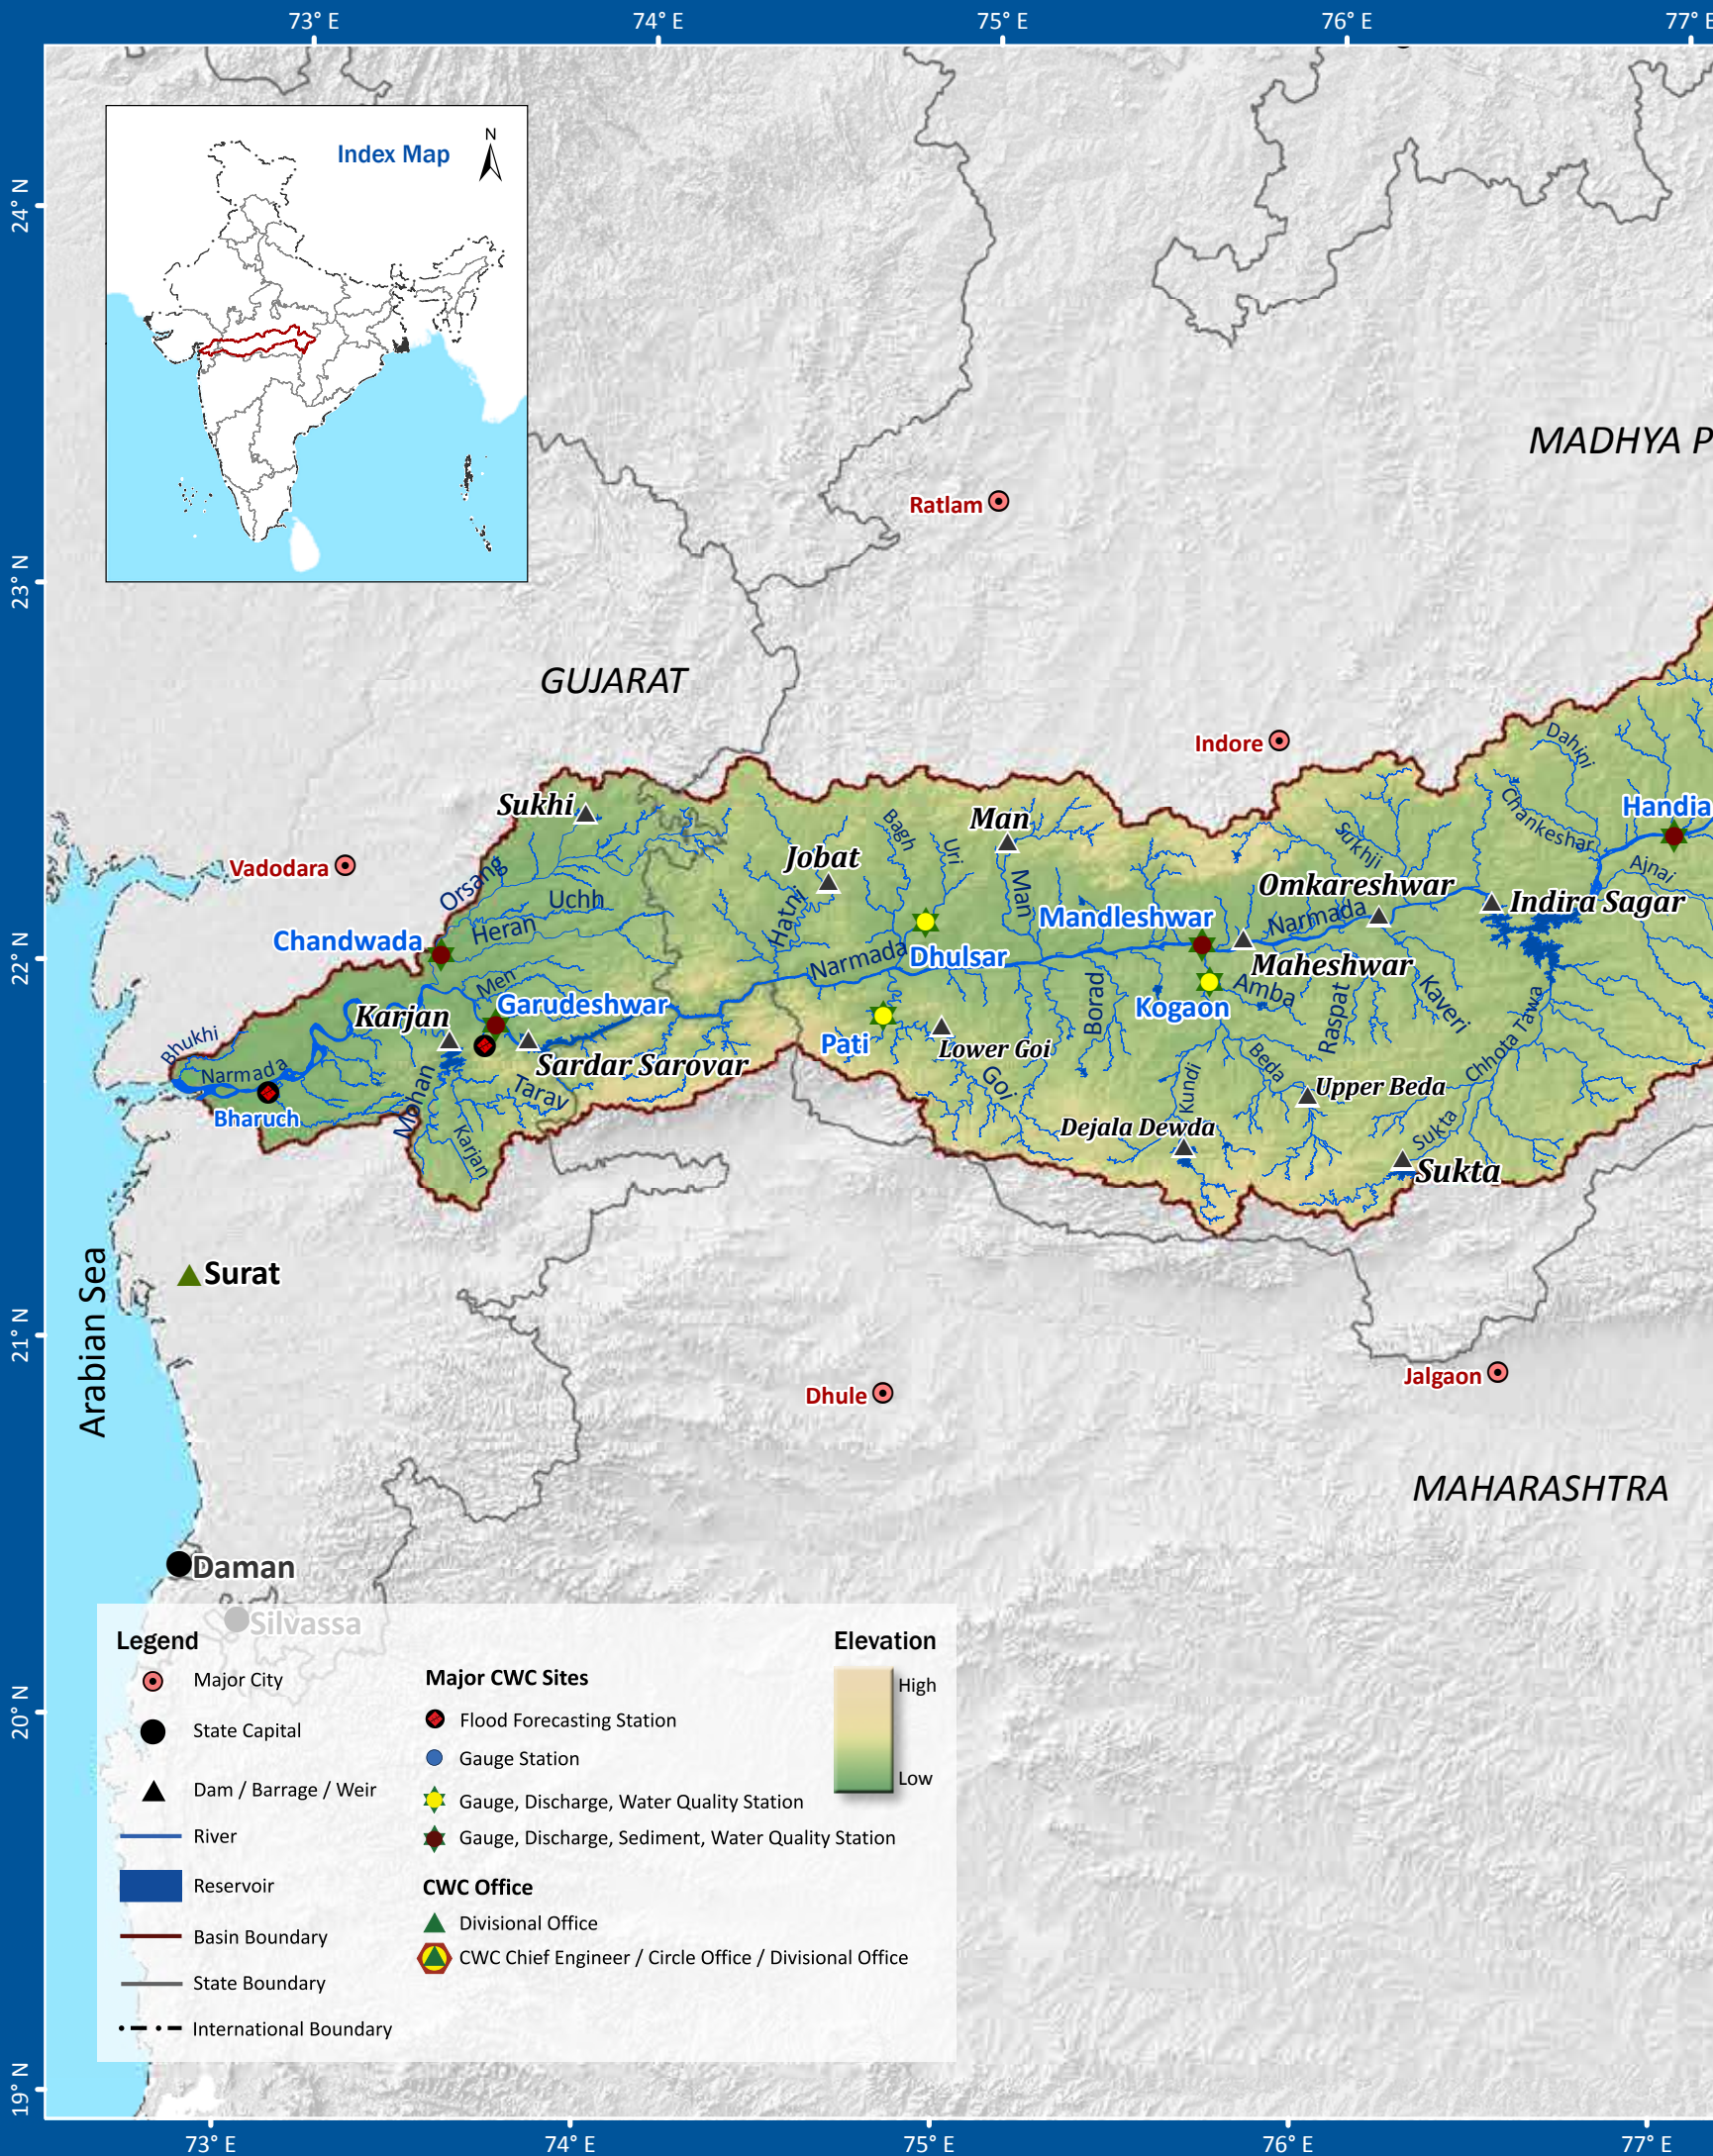 73° E
74° E
75° E
76° E
77° E
24° N
23° N
22° N
21° N
20° N
19° N
Index Map
N
MADHYA P
Ratlam
GUJARAT
Indore
Dahini
Sukhi
Man
Bagh
Uri
Sukhji
Chankeshar
Handia
Vadodara
Orsang
Jobat
Ajnai
Uchh
Hatni
Man
Omkareshwar
Indira Sagar
Chandwada
Heran
Mandleshwar
Narmada
Narmada
Dhulsar
Maheshwar
Men
Garudeshwar
Karjan
Borad
Kogaon
Amba
Raspat
Kaveri
Chhota Tawa
Bhukhi
Pati
Lower Goi
Narmada
Sardar Sarovar
Mohan
Taray
Goi
Kundi
Beda
Upper Beda
Bharuch
Karjan
Dejala Dewda
Sukta
Sukta
Arabian Sea
Surat
Dhule
Jalgaon
MAHARASHTRA
Daman
Silvassa
Legend
Major City
State Capital
Dam / Barrage / Weir
River
Reservoir
Basin Boundary
State Boundary
International Boundary
Major CWC Sites
Flood Forecasting Station
Gauge Station
Gauge, Discharge, Water Quality Station
Gauge, Discharge, Sediment, Water Quality Station
CWC Office
Divisional Office
CWC Chief Engineer / Circle Office / Divisional Office
Elevation
High
Low
73° E
74° E
75° E
76° E
77° E